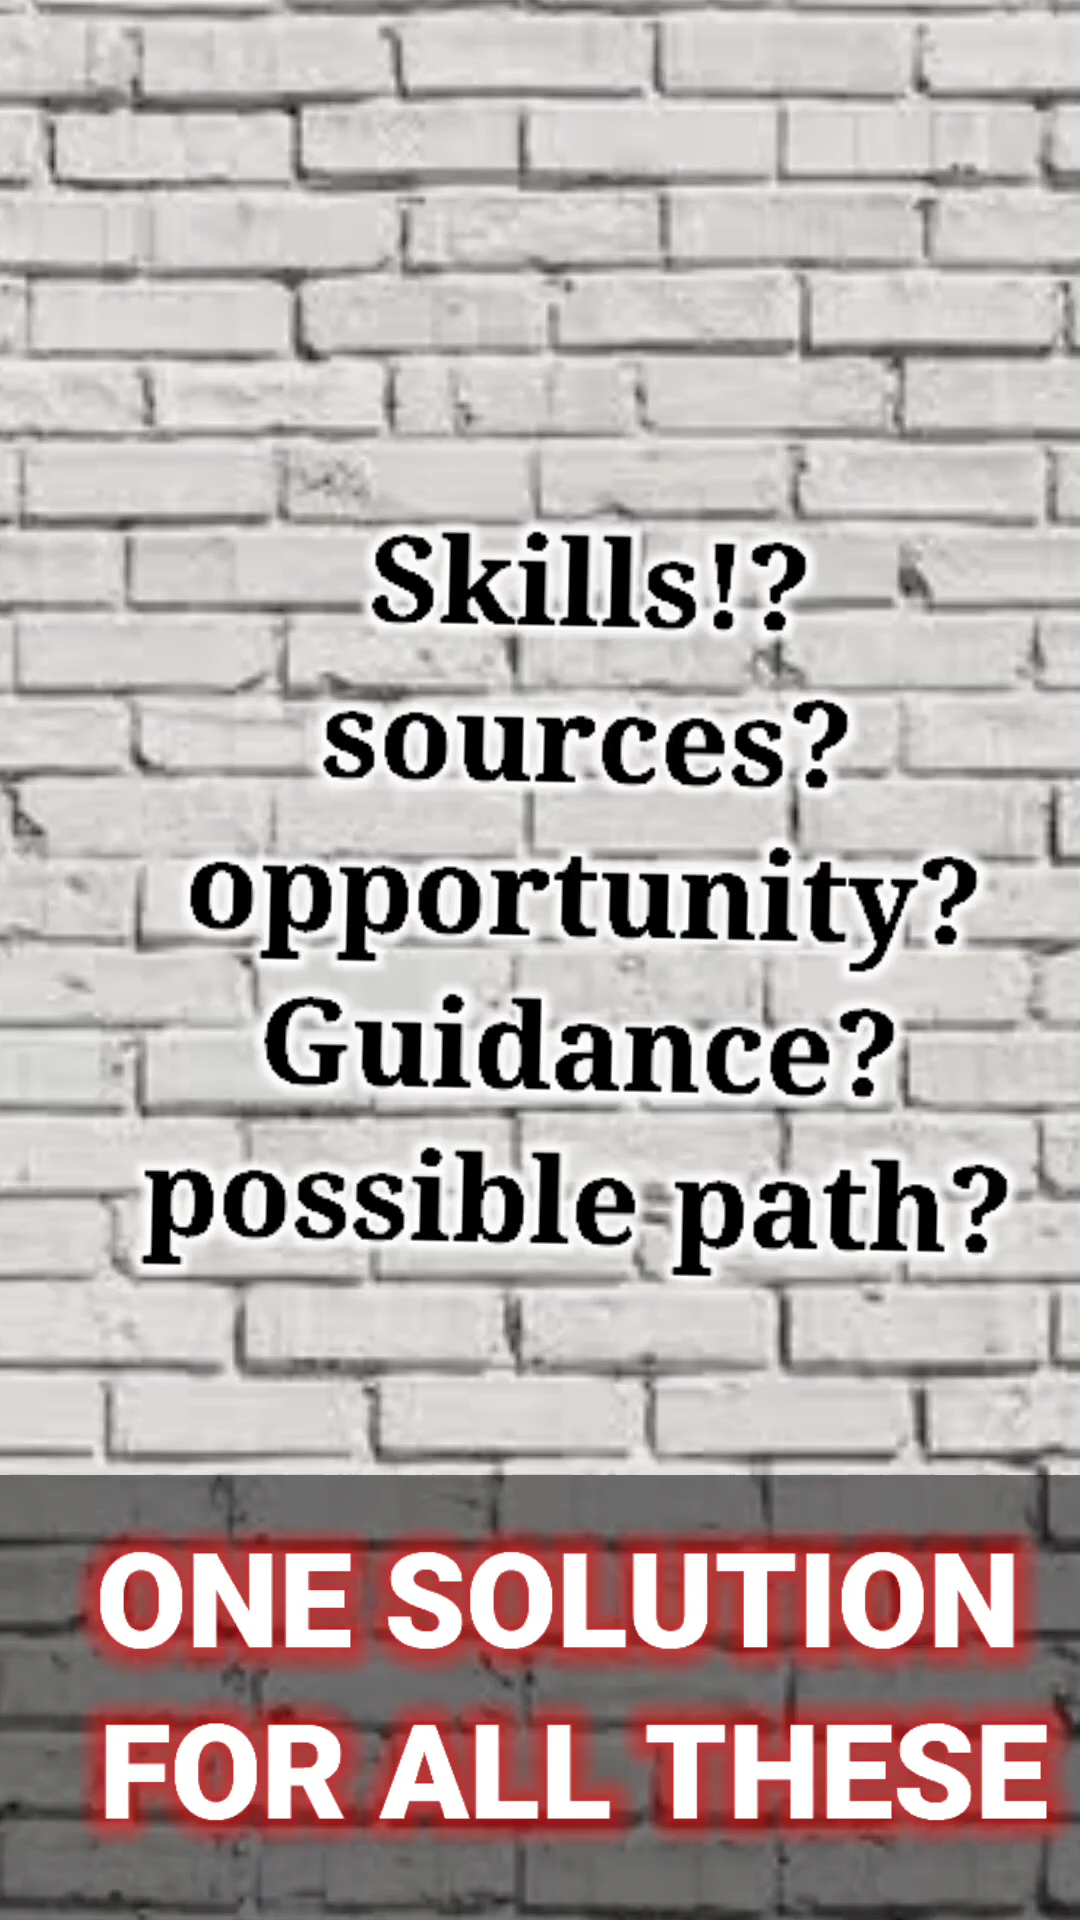 Skills!?
sources?
opportunity?
Guidance?
possible path?
ONE SOLUTION
FOR ALL THESE